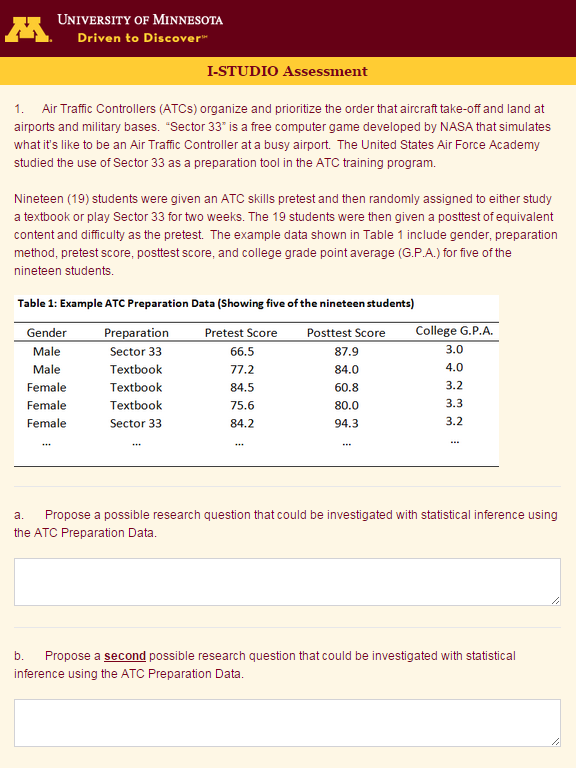 UNIVERSITY OF MINNESOTA
Driven to Discover℠
I-STUDIO Assessment
1. Air Traffic Controllers (ATCs) organize and prioritize the order that aircraft take-off and land at
airports and military bases. “Sector 33” is a free computer game developed by NASA that simulates
what it’s like to be an Air Traffic Controller at a busy airport. The United States Air Force Academy
studied the use of Sector 33 as a preparation tool in the ATC training program.
Nineteen (19) students were given an ATC skills pretest and then randomly assigned to either study
a textbook or play Sector 33 for two weeks. The 19 students were then given a posttest of equivalent
content and difficulty as the pretest. The example data shown in Table 1 include gender, preparation
method, pretest score, posttest score, and college grade point average (G.P.A.) for five of the
nineteen students.
Table 1: Example ATC Preparation Data (Showing five of the nineteen students)
Gender Preparation Pretest Score Posttest Score College G.P.A.
Male Sector 33 66.5 87.9 3.0
Male Textbook 77.2 84.0 4.0
Female Textbook 84.5 60.8 3.2
Female Textbook 75.6 80.0 3.3
Female Sector 33 84.2 94.3 3.2
... ... ... ... ...
a. Propose a possible research question that could be investigated with statistical inference using
the ATC Preparation Data.
b. Propose a second possible research question that could be investigated with statistical
inference using the ATC Preparation Data.